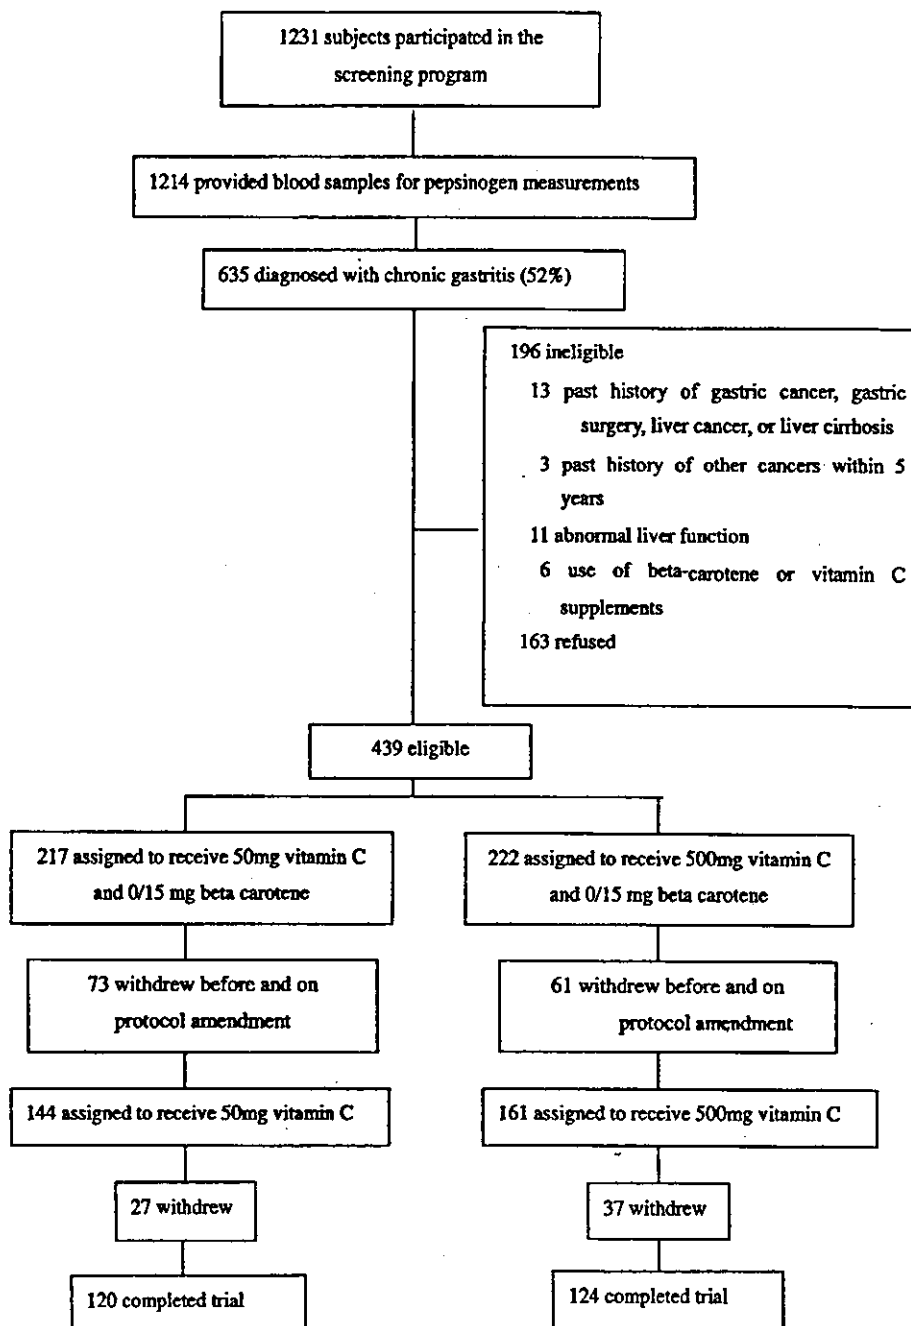 1231 subjects participated in the
screening program
1214 provided blood samples for pepsinogen measurements
635 diagnosed with chronic gastritis (52%)
196 ineligible
13 past history of gastric cancer, gastric
surgery, liver cancer, or liver cirrhosis
3 past history of other cancers within 5
years
11 abnormal liver function
6 use of beta-carotene or vitamin C
supplements
163 refused
439 eligible
217 assigned to receive 50mg vitamin C
and 0/15 mg beta carotene
222 assigned to receive 500mg vitamin C
and 0/15 mg beta carotene
73 withdrew before and on
protocol amendment
61 withdrew before and on
protocol amendment
144 assigned to receive 50mg vitamin C
161 assigned to receive 500mg vitamin C
27 withdrew
37 withdrew
120 completed trial
124 completed trial